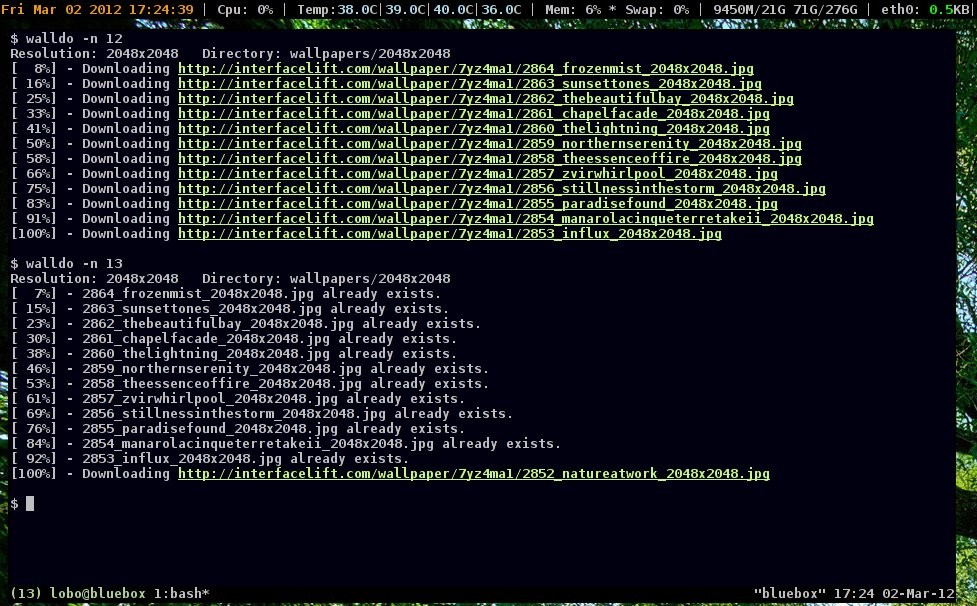 Fri Mar 02 2012 17:24:39 | Cpu: 0% | Temp:38.0C|39.0C|40.0C|36.0C | Mem: 6% * Swap: 0% | 9450M/21G 71G/276G | eth0: 0.5KB|
$ walldo -n 12
Resolution: 2048x2048   Directory: wallpapers/2048x2048
[  8%] - Downloading http://interfacelift.com/wallpaper/7yz4ma1/2864_frozenmist_2048x2048.jpg
[ 16%] - Downloading http://interfacelift.com/wallpaper/7yz4ma1/2863_sunsettones_2048x2048.jpg
[ 25%] - Downloading http://interfacelift.com/wallpaper/7yz4ma1/2862_thebeautifulbay_2048x2048.jpg
[ 33%] - Downloading http://interfacelift.com/wallpaper/7yz4ma1/2861_chapelfacade_2048x2048.jpg
[ 41%] - Downloading http://interfacelift.com/wallpaper/7yz4ma1/2860_thelightning_2048x2048.jpg
[ 50%] - Downloading http://interfacelift.com/wallpaper/7yz4ma1/2859_northernserenity_2048x2048.jpg
[ 58%] - Downloading http://interfacelift.com/wallpaper/7yz4ma1/2858_theessenceoffire_2048x2048.jpg
[ 66%] - Downloading http://interfacelift.com/wallpaper/7yz4ma1/2857_zvirwhirlpool_2048x2048.jpg
[ 75%] - Downloading http://interfacelift.com/wallpaper/7yz4ma1/2856_stillnessinthestorm_2048x2048.jpg
[ 83%] - Downloading http://interfacelift.com/wallpaper/7yz4ma1/2855_paradisefound_2048x2048.jpg
[ 91%] - Downloading http://interfacelift.com/wallpaper/7yz4ma1/2854_manarolacinqueterretakeii_2048x2048.jpg
[100%] - Downloading http://interfacelift.com/wallpaper/7yz4ma1/2853_influx_2048x2048.jpg
$ walldo -n 13
Resolution: 2048x2048   Directory: wallpapers/2048x2048
[  7%] - 2864_frozenmist_2048x2048.jpg already exists.
[ 15%] - 2863_sunsettones_2048x2048.jpg already exists.
[ 23%] - 2862_thebeautifulbay_2048x2048.jpg already exists.
[ 30%] - 2861_chapelfacade_2048x2048.jpg already exists.
[ 38%] - 2860_thelightning_2048x2048.jpg already exists.
[ 46%] - 2859_northernserenity_2048x2048.jpg already exists.
[ 53%] - 2858_theessenceoffire_2048x2048.jpg already exists.
[ 61%] - 2857_zvirwhirlpool_2048x2048.jpg already exists.
[ 69%] - 2856_stillnessinthestorm_2048x2048.jpg already exists.
[ 76%] - 2855_paradisefound_2048x2048.jpg already exists.
[ 84%] - 2854_manarolacinqueterretakeii_2048x2048.jpg already exists.
[ 92%] - 2853_influx_2048x2048.jpg already exists.
[100%] - Downloading http://interfacelift.com/wallpaper/7yz4ma1/2852_natureatwork_2048x2048.jpg
$
(13) lobo@bluebox 1:bash* "bluebox" 17:24 02-Mar-12